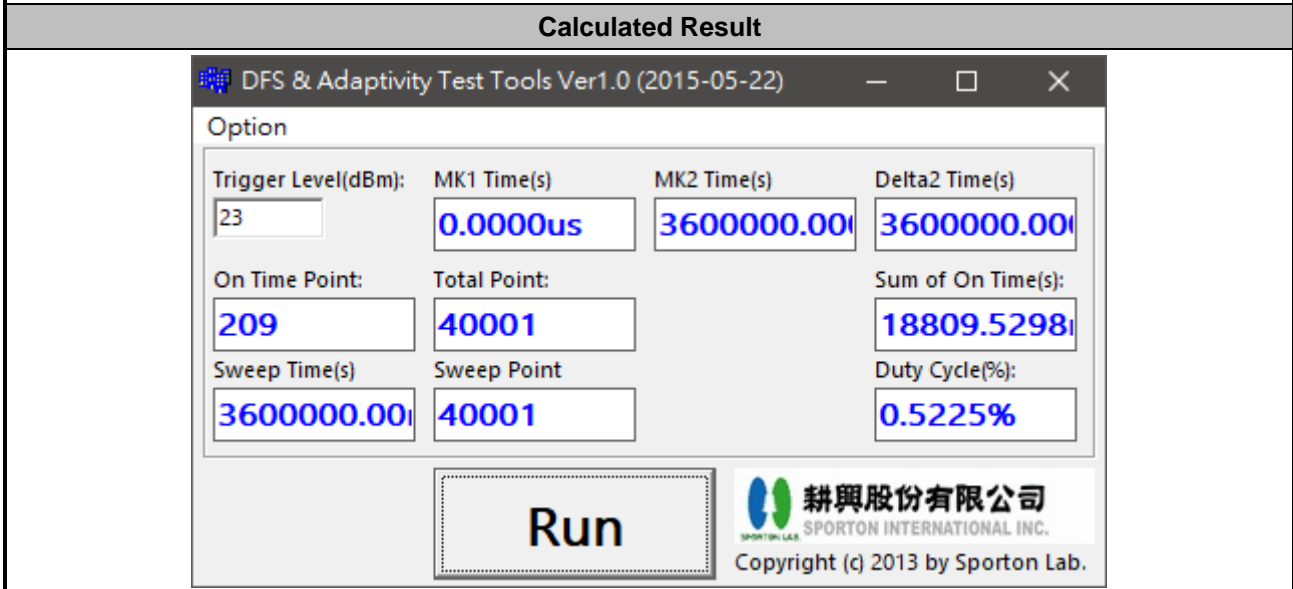 Calculated Result
DFS & Adaptivity Test Tools Ver1.0 (2015-05-22)
Option
Trigger Level(dBm): MK1 Time(s) MK2 Time(s) Delta2 Time(s)
23 0.0000us 3600000.00 3600000.00
On Time Point: Total Point: Sum of On Time(s):
209 40001 18809.5298
Sweep Time(s) Sweep Point Duty Cycle(%):
3600000.00 40001 0.5225%
Run
耕興股份有限公司
SPORTON LAB. SPORTON INTERNATIONAL INC.
Copyright (c) 2013 by Sporton Lab.